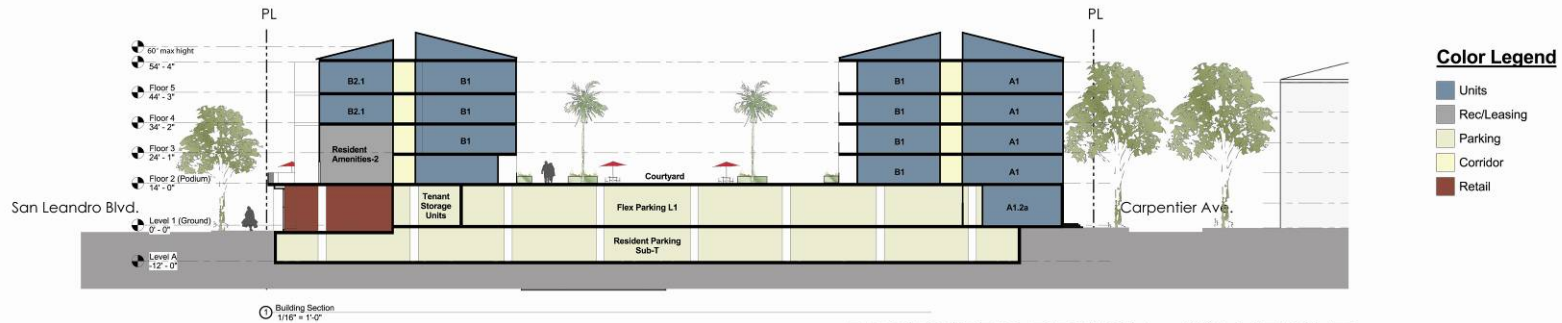 PL
PL
60' max hight
54' - 4"
Floor 5
44' - 3"
Floor 4
34' - 2"
Floor 3
24' - 1"
Floor 2 (Podium)
14' - 0"
San Leandro Blvd.
Level 1 (Ground)
0' - 0"
Level A
-12' - 0"
B2.1
B1
B2.1
B1
Resident
Amenities-2
B1
B1
A1
B1
A1
B1
A1
B1
A1
Courtyard
Tenant
Storage
Units
Flex Parking L1
A1.2a
Carpentier Ave.
Resident Parking
Sub-T
1
Building Section
1/16" = 1'-0"
Color Legend
Units
Rec/Leasing
Parking
Corridor
Retail